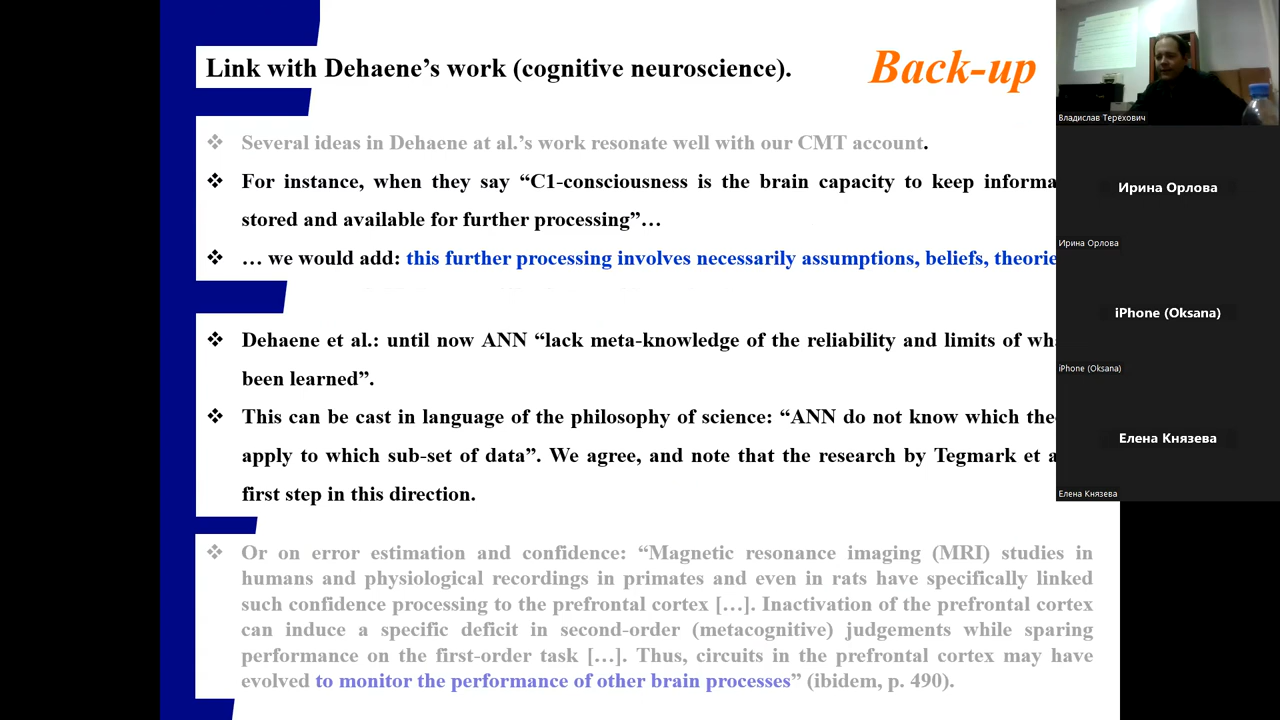 Link with Dehaene’s work (cognitive neuroscience).
Back-up
❖ Several ideas in Dehaene at al.’s work resonate well with our CMT account.
❖ For instance, when they say “C1-consciousness is the brain capacity to keep informa
stored and available for further processing”…
❖ … we would add: this further processing involves necessarily assumptions, beliefs, theorie
❖ Dehaene et al.: until now ANN “lack meta-knowledge of the reliability and limits of wh
been learned”.
❖ This can be cast in language of the philosophy of science: “ANN do not know which the
apply to which sub-set of data”. We agree, and note that the research by Tegmark et a
first step in this direction.
❖ Or on error estimation and confidence: “Magnetic resonance imaging (MRI) studies in
humans and physiological recordings in primates and even in rats have specifically linked
such confidence processing to the prefrontal cortex […]. Inactivation of the prefrontal cortex
can induce a specific deficit in second-order (metacognitive) judgements while sparing
performance on the first-order task […]. Thus, circuits in the prefrontal cortex may have
evolved to monitor the performance of other brain processes” (ibidem, p. 490).
Владислав Терехович
Ирина Орлова
Ирина Орлова
iPhone (Oksana)
iPhone (Oksana)
Елена Князева
Елена Князева